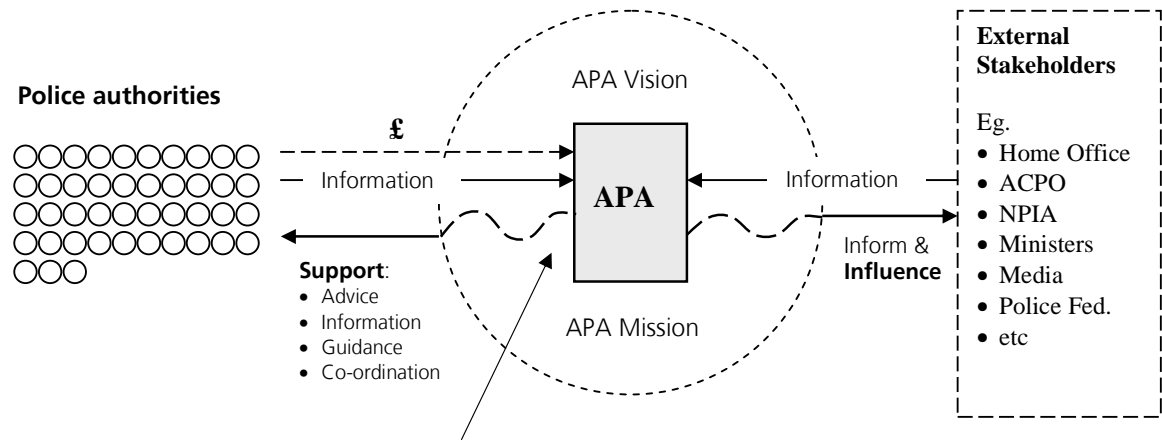 Police authorities
£
Information
Support:
• Advice
• Information
• Guidance
• Co-ordination
APA Vision
APA
APA Mission
Information
Inform &
Influence
External
Stakeholders
Eg.
• Home Office
• ACPO
• NPIA
• Ministers
• Media
• Police Fed.
• etc